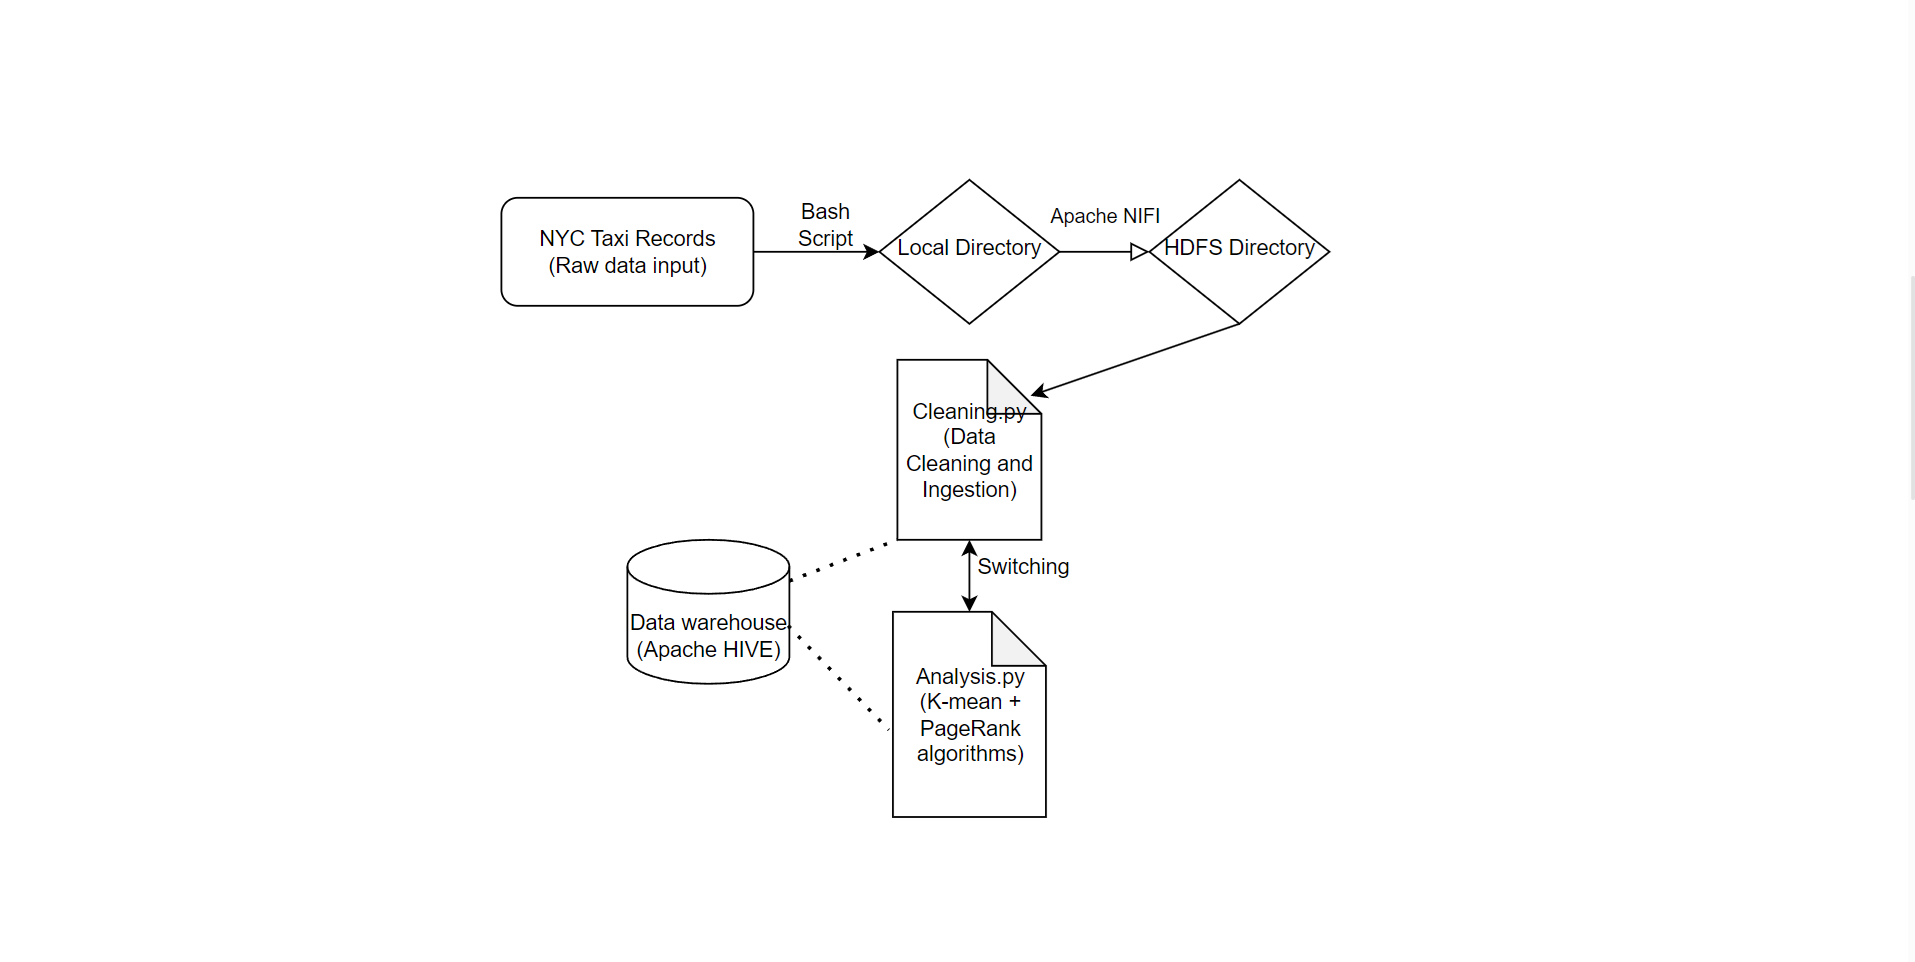 NYC Taxi Records
(Raw data input)
Bash
Script
Local Directory
Apache NIFI
HDFS Directory
Cleaning.py
(Data
Cleaning and
Ingestion)
Switching
Data warehouse
(Apache HIVE)
Analysis.py
(K-mean +
PageRank
algorithms)